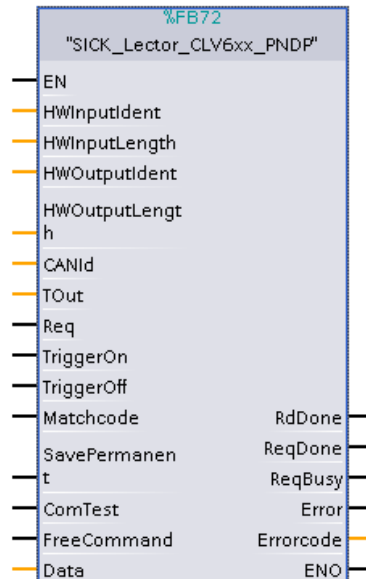 %FB72
"SICK_Lector_CLV6xx_PNDP"
EN
HWInputIdent
HWInputLength
HWOutputIdent
HWOutputLengt
h
CANId
TOut
Req
TriggerOn
TriggerOff
Matchcode RdDone
SavePermanen ReqDone
t ReqBusy
ComTest Error
FreeCommand Errorcode
Data ENO